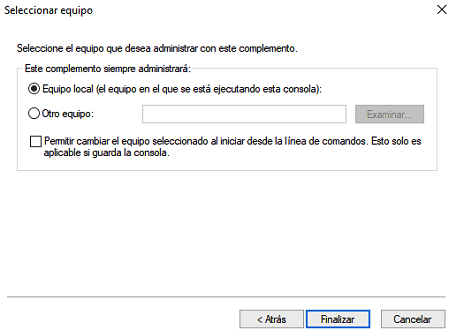 Seleccionar equipo
Seleccione el equipo que desea administrar con este complemento.
Este complemento siempre administrará:
Equipo local (el equipo en el que se está ejecutando esta consola):
Otro equipo:
Examinar...
Permitir cambiar el equipo seleccionado al iniciar desde la línea de comandos. Esto solo es
aplicable si guarda la consola.
< Atrás
Finalizar
Cancelar